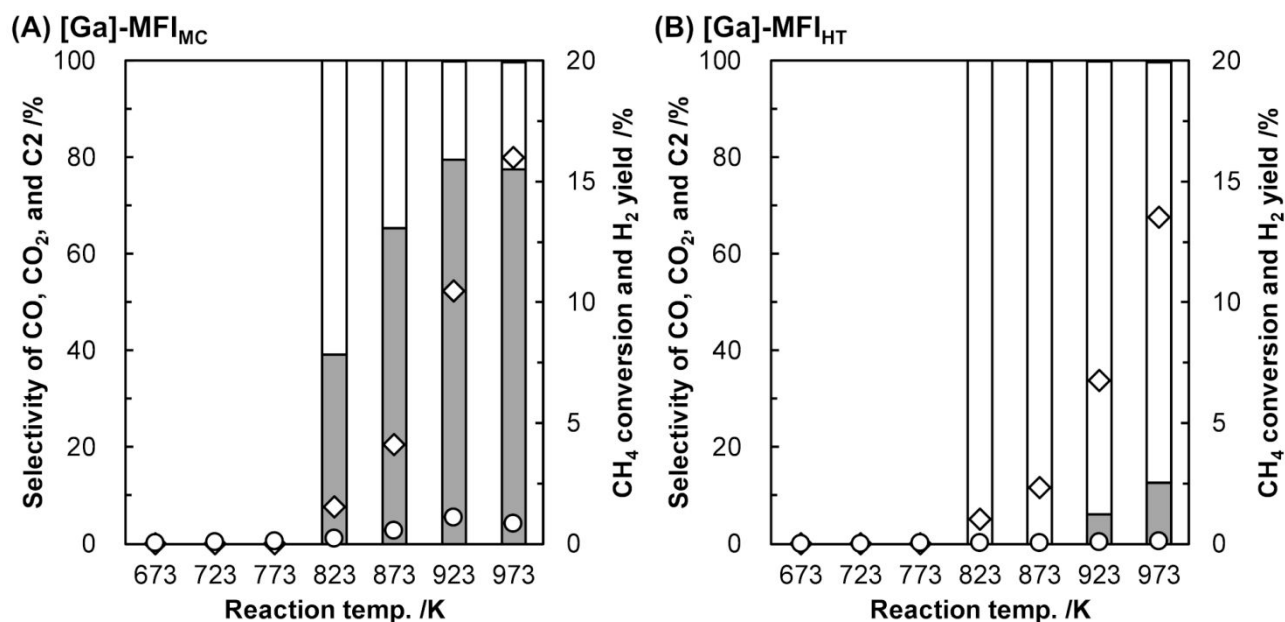 (A) [Ga]-MFI_MC
100
80
60
40
20
0
Selectivity of CO, CO₂, and C2 /%
20
15
10
5
0
CH₄ conversion and H₂ yield /%
673 723 773 823 873 923 973
Reaction temp. /K
(B) [Ga]-MFI_HT
100
80
60
40
20
0
Selectivity of CO, CO₂, and C2 /%
20
15
10
5
0
CH₄ conversion and H₂ yield /%
673 723 773 823 873 923 973
Reaction temp. /K